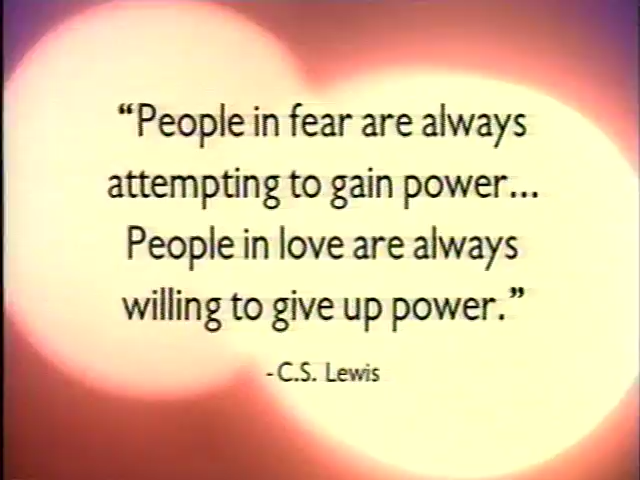 “People in fear are always
attempting to gain power...
People in love are always
willing to give up power.”
-C.S. Lewis